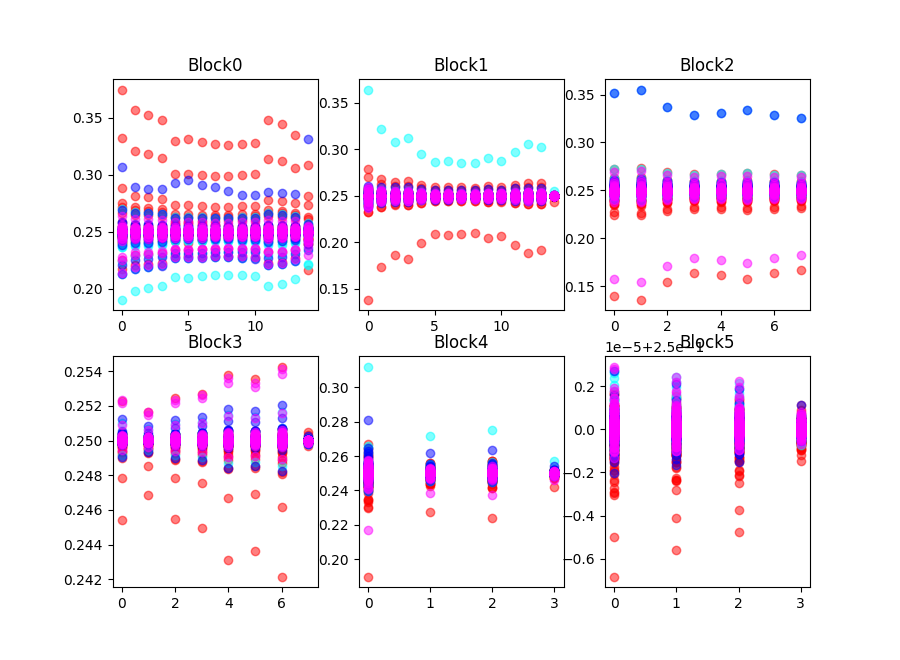 Block0 Block1 Block2
0.35 0.35 0.35
0.30 0.30 0.30
0.25 0.25 0.25
0.20 0.20 0.20
0.15 0.15
0 5 10 0 5 10 0 2 4 6
1e−5+2.5e−1
Block3 Block4 Block5
0.254 0.30 0.2
0.252 0.28 0.0
0.250 0.26 −0.2
0.248 0.24 −0.4
0.246 0.22 −0.6
0.244 0.20
0.242
0 2 4 6 0 1 2 3 0 1 2 3